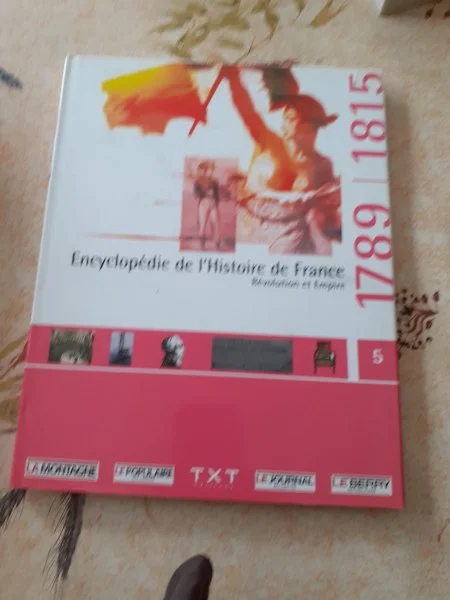 1789 | 1815
Encyclopédie de l'Histoire de France
Révolution et Empire
5
LA MONTAGNE
LE POPULAIRE
TXT
LE JOURNAL
LE BERRY